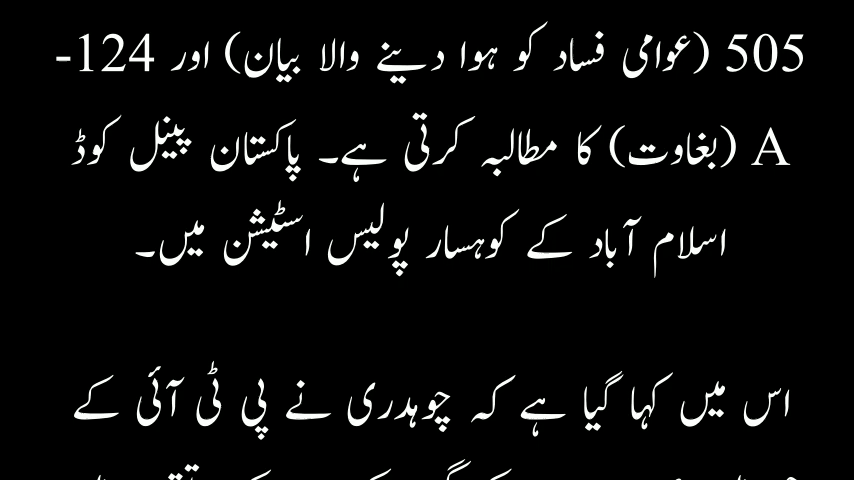 505 (عوامی فساد کو ہوا دینے والا بیان) اور 124-
A (بغاوت) کا مطالبہ کرتی ہے۔ پاکستان پینل کوڈ
اسلام آباد کے کوہسار پولیس اسٹیشن میں۔
اس میں کہا گیا ہے کہ چوہدری نے پی ٹی آئی کے